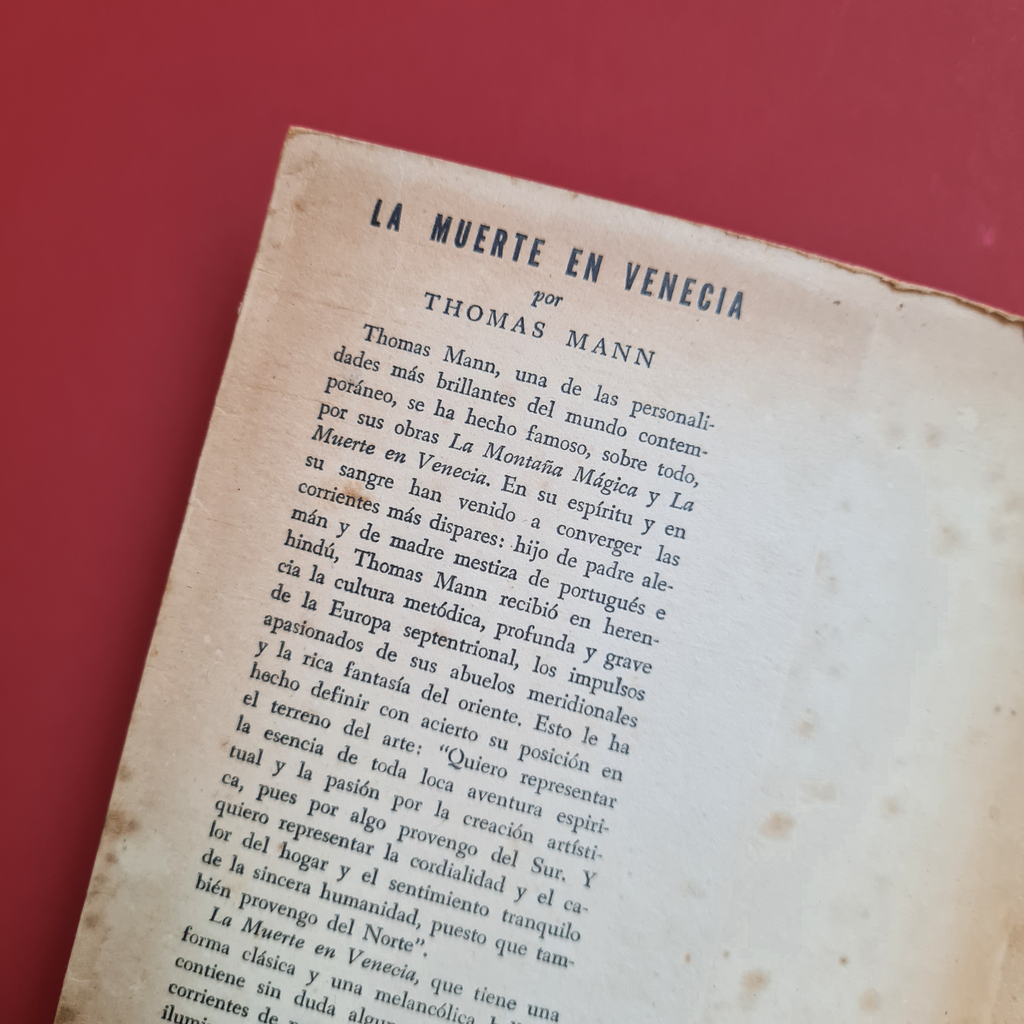 LA MUERTE EN VENECIA
por
THOMAS MANN
Thomas Mann, una de las personali-
dades más brillantes del mundo contem-
poráneo, se ha hecho famoso, sobre todo,
por sus obras La Montaña Mágica y La
Muerte en Venecia. En su espíritu y en
su sangre han venido a converger las
corrientes más dispares: hijo de padre ale-
mán y de madre mestiza de portugués e
hindú, Thomas Mann recibió en heren-
cia la cultura metódica, profunda y grave
de la Europa septentrional, los impulsos
apasionados de sus abuelos meridionales
y la rica fantasía del oriente. Esto le ha
hecho definir con acierto su posición en
el terreno del arte: "Quiero representar
la esencia de toda loca aventura espiri-
tual y la pasión por la creación artísti-
ca, pues por algo provengo del Sur. Y
quiero representar la cordialidad y el ca-
lor del hogar y el sentimiento tranquilo
de la sincera humanidad, puesto que tam-
bién provengo del Norte".
La Muerte en Venecia, que tiene una
forma clásica y una melancólica
contiene sin duda
corrientes de